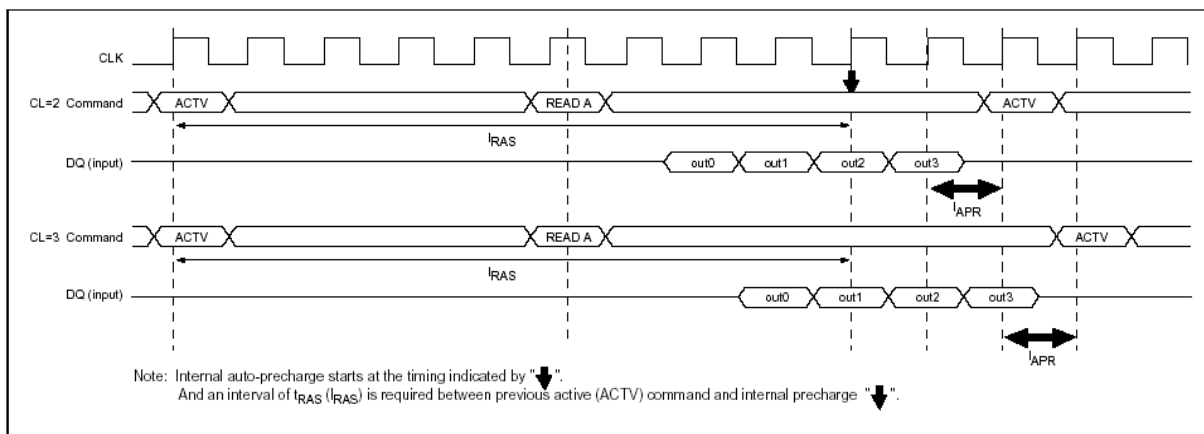 CLK
CL=2 Command ACTV READ A ACTV
lRAS
DQ (input) out0 out1 out2 out3
lAPR
CL=3 Command ACTV READ A ACTV
lRAS
DQ (input) out0 out1 out2 out3
lAPR
Note: Internal auto-precharge starts at the timing indicated by " ".
And an interval of tRAS (lRAS) is required between previous active (ACTV) command and internal precharge " ".